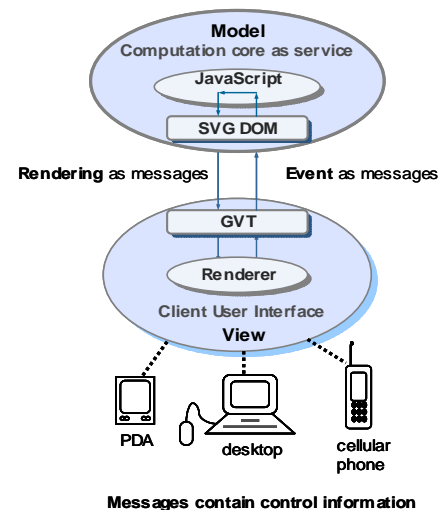 Model
Computation core as service
JavaScript
SVG DOM
Rendering as messages
Event as messages
GVT
Renderer
Client User Interface
View
PDA
desktop
cellular
phone
Messages contain control information